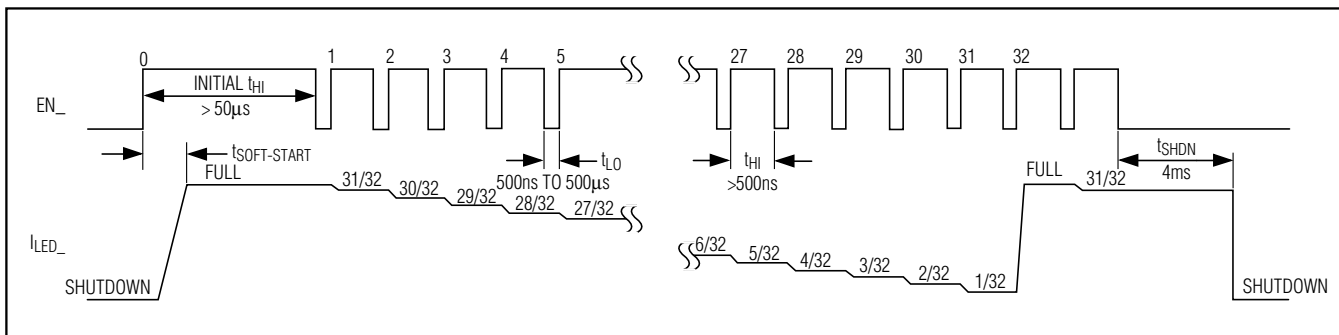 0 1 2 3 4 5 27 28 29 30 31 32
INITIAL tHI
> 50μs
EN_
tSOFT-START
tLO
500ns TO 500μs
tHI
>500ns
tSHDN
4ms
FULL
31/32
30/32
29/32
28/32
27/32
ILED_
6/32
5/32
4/32
3/32
2/32
1/32
FULL
31/32
SHUTDOWN
SHUTDOWN